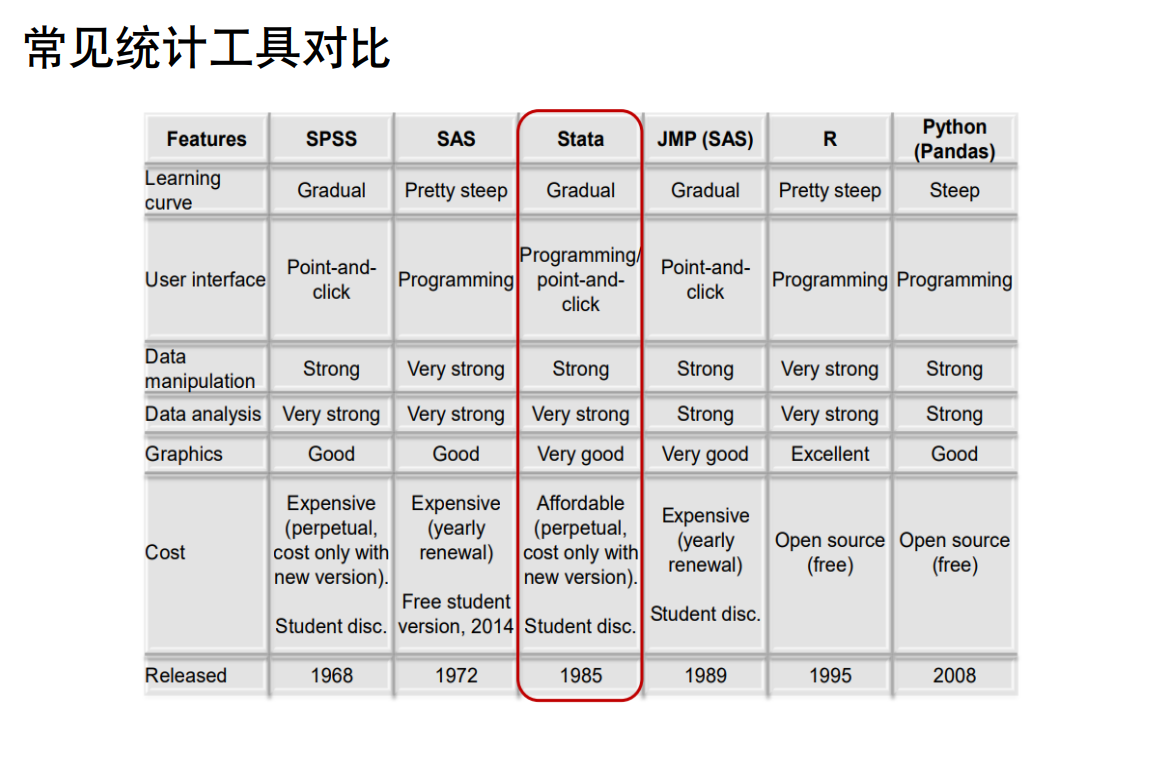 常见统计工具对比
Features SPSS SAS Stata JMP (SAS) R Python (Pandas)
Learning curve Gradual Pretty steep Gradual Gradual Pretty steep Steep
User interface Point-and-click Programming Programming/point-and-click Point-and-click Programming Programming
Data manipulation Strong Very strong Strong Strong Very strong Strong
Data analysis Very strong Very strong Very strong Strong Very strong Strong
Graphics Good Good Very good Very good Excellent Good
Cost Expensive (perpetual, cost only with new version). Student disc. Expensive (yearly renewal) Free student version, 2014 Affordable (perpetual, cost only with new version). Student disc. Expensive (yearly renewal) Student disc. Open source (free) Open source (free)
Released 1968 1972 1985 1989 1995 2008